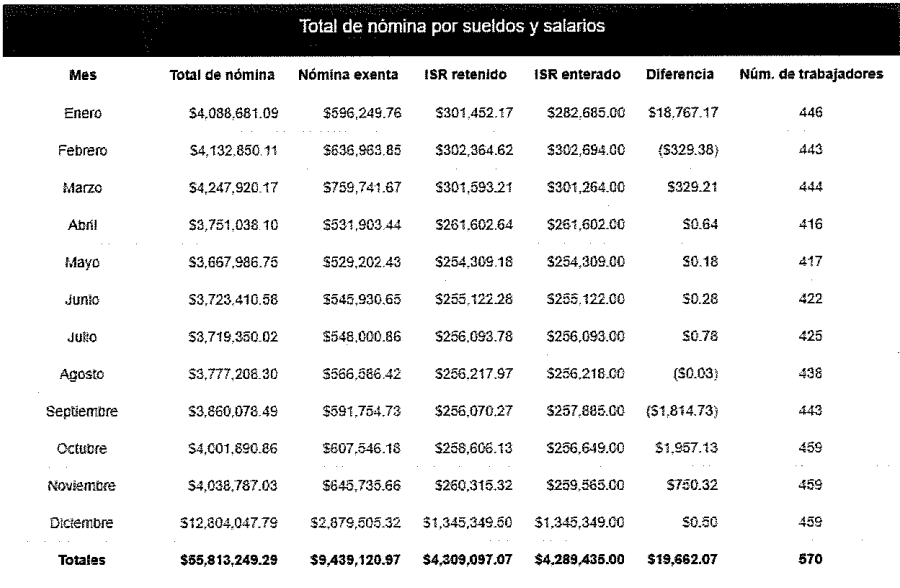 Total de nómina por sueldos y salarios
Mes Total de nómina Nómina exenta ISR retenido ISR enterado Diferencia Núm. de trabajadores
Enero $4,088,681.09 $596,249.76 $301,452.17 $282,685.00 $18,767.17 446
Febrero $4,132,850.11 $636,963.85 $302,364.62 $302,694.00 ($329.38) 443
Marzo $4,247,920.17 $759,741.67 $301,593.21 $301,264.00 $329.21 444
Abril $3,751,038.10 $531,903.44 $261,602.64 $261,602.00 $0.64 416
Mayo $3,667,986.75 $529,202.43 $254,309.18 $254,309.00 $0.18 417
Junio $3,723,410.58 $545,930.65 $255,122.28 $255,122.00 $0.28 422
Julio $3,719,350.02 $548,000.86 $256,093.78 $256,093.00 $0.78 425
Agosto $3,777,208.30 $566,586.42 $256,217.97 $256,218.00 ($0.03) 438
Septiembre $3,860,078.49 $591,754.73 $256,070.27 $257,885.00 ($1,814.73) 443
Octubre $4,001,890.86 $607,546.18 $258,606.13 $256,649.00 $1,957.13 459
Noviembre $4,038,787.03 $645,735.66 $260,315.32 $259,565.00 $750.32 459
Diciembre $12,804,047.79 $2,879,505.32 $1,345,349.50 $1,345,349.00 $0.50 459
Totales $55,813,249.29 $9,439,120.97 $4,309,097.07 $4,289,435.00 $19,662.07 570